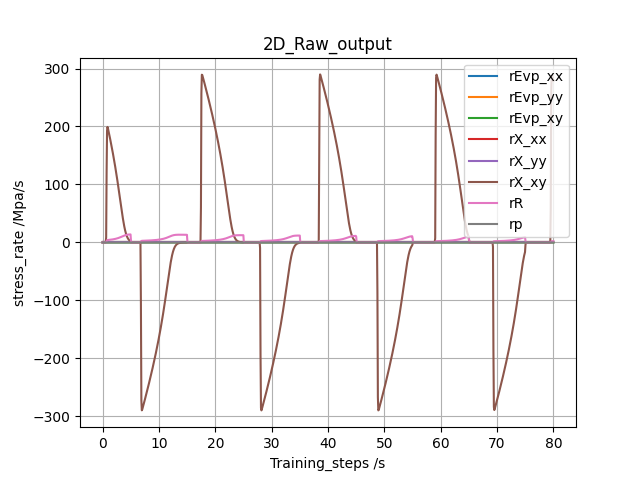 2D_Raw_output
stress_rate /Mpa/s
300
200
100
0
−100
−200
−300
rEvp_xx
rEvp_yy
rEvp_xy
rX_xx
rX_yy
rX_xy
rR
rp
0 10 20 30 40 50 60 70 80
Training_steps /s